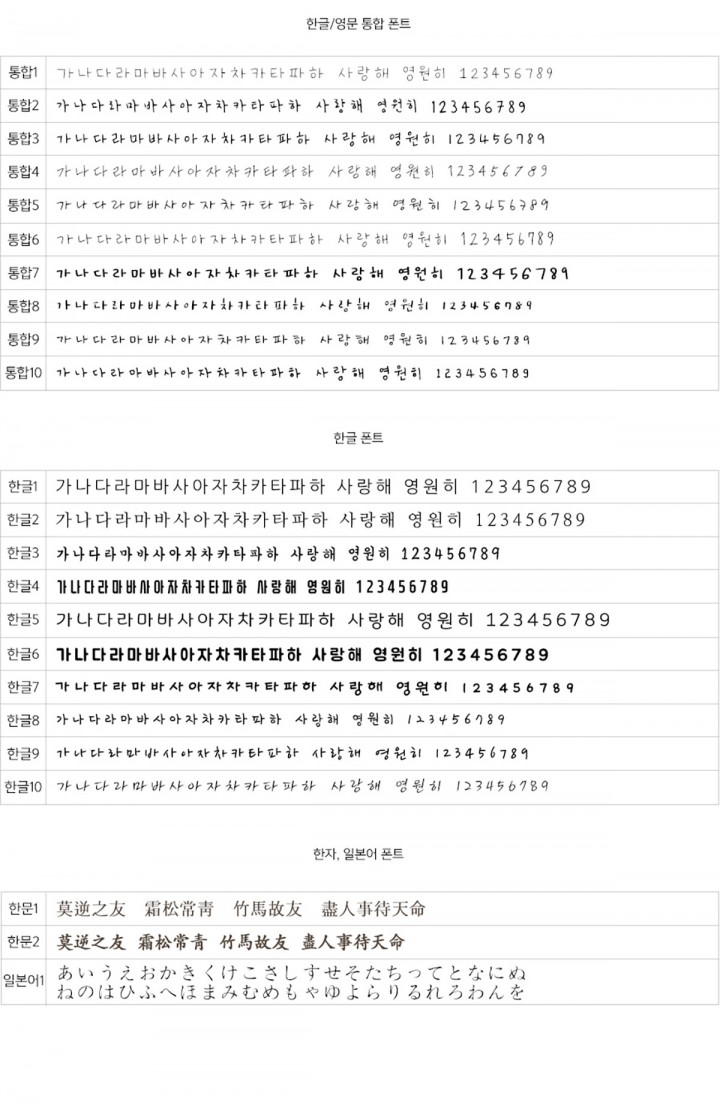 한글/영문 통합 폰트
통합1 가나다라마바사아자차카타파하 사랑해 영원히 123456789
통합2 가나다라마바사아자차카타파하 사랑해 영원히 123456789
통합3 가나다라마바사아자차카타파하 사랑해 영원히 123456789
통합4 가나다라마바사아자차카타파하 사랑해 영원히 123456789
통합5 가나다라마바사아자차카타파하 사랑해 영원히 123456789
통합6 가나다라마바사아자차카타파하 사랑해 영원히 123456789
통합7 가나다라마바사아자차카타파하 사랑해 영원히 123456789
통합8 가나다라마바사아자차카타파하 사랑해 영원히 123456789
통합9 가나다라마바사아자차카타파하 사랑해 영원히 123456789
통합10 가나다라마바사아자차카타파하 사랑해 영원히 123456789
한글 폰트
한글1 가나다라마바사아자차카타파하 사랑해 영원히 123456789
한글2 가나다라마바사아자차카타파하 사랑해 영원히 123456789
한글3 가나다라마바사아자차카타파하 사랑해 영원히 123456789
한글4 가나다라마바사아자차카타파하 사랑해 영원히 123456789
한글5 가나다라마바사아자차카타파하 사랑해 영원히 123456789
한글6 가나다라마바사아자차카타파하 사랑해 영원히 123456789
한글7 가나다라마바사아자차카타파하 사랑해 영원히 123456789
한글8 가나다라마바사아자차카타파하 사랑해 영원히 123456789
한글9 가나다라마바사아자차카타파하 사랑해 영원히 123456789
한글10 가나다라마바사아자차카타파하 사랑해 영원히 123456789
한자, 일본어 폰트
한문1 莫逆之友 霜松常靑 竹馬故友 盡人事待天命
한문2 莫逆之友 霜松常青 竹馬故友 盡人事待天命
일본어1 あいうえおかきくけこさしすせそたちってとなにぬ
ねのはひふへほまみむめもゃゆよらりるれろわんを